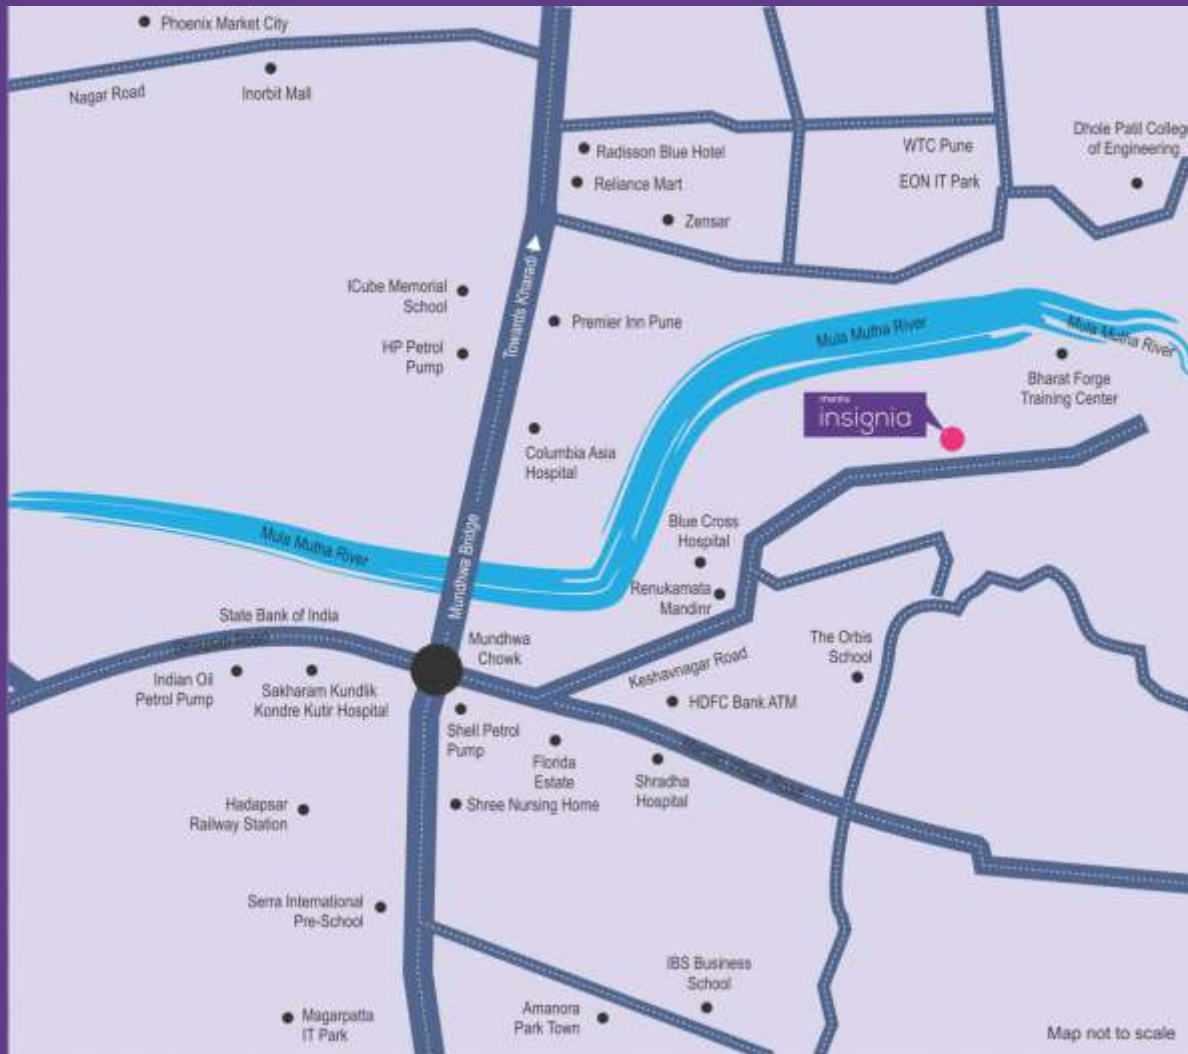 Phoenix Market City
Nagar Road
Inorbit Mall
Radisson Blue Hotel
Reliance Mart
Zensar
WTC Pune
EON IT Park
Dhole Patil College
of Engineering
Towards Kharadi
ICube Memorial
School
HP Petrol
Pump
Premier Inn Pune
Mula Mutha River
Mula Mutha River
Bharat Forge
Training Center
insignia
Columbia Asia
Hospital
Mula Mutha River
Mundhwa Bridge
Blue Cross
Hospital
Renukamata
Mandinr
State Bank of India
Mundhwa
Chowk
Keshavnagar Road
The Orbis
School
Indian Oil
Petrol Pump
Sakharam Kundlik
Kondre Kutir Hospital
HDFC Bank ATM
Shell Petrol
Pump
Florida
Estate
Shradha
Hospital
Hadapsar
Railway Station
Shree Nursing Home
Serra International
Pre-School
IBS Business
School
Magarpatta
IT Park
Amanora
Park Town
Map not to scale